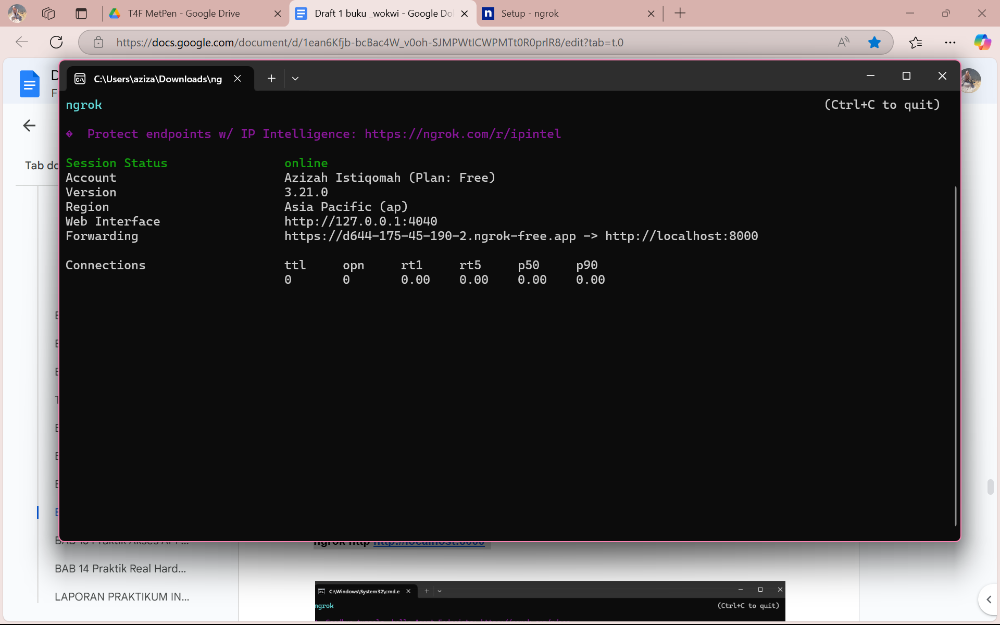 T4F MetPen - Google Drive
Draft 1 buku _wokwi - Google Do
Setup - ngrok
https://docs.google.com/document/d/1ean6Kfjb-bcBac4W_v0oh-SJMPWtICWPMTt0R0prlR8/edit?tab=t.0
C:\Users\aziza\Downloads\ng
ngrok (Ctrl+C to quit)
Protect endpoints w/ IP Intelligence: https://ngrok.com/r/ipintel
Tab do
Session Status online
Account Azizah Istiqomah (Plan: Free)
Version 3.21.0
Region Asia Pacific (ap)
Web Interface http://127.0.0.1:4040
Forwarding https://d644-175-45-190-2.ngrok-free.app -> http://localhost:8000
Connections ttl opn rt1 rt5 p50 p90
0 0 0.00 0.00 0.00 0.00
ngrok http http://localhost:8000
BAB 14 Praktik Real Hard...
LAPORAN PRAKTIKUM IN...
C:\Windows\System32\cmd.e
ngrok (Ctrl+C to quit)